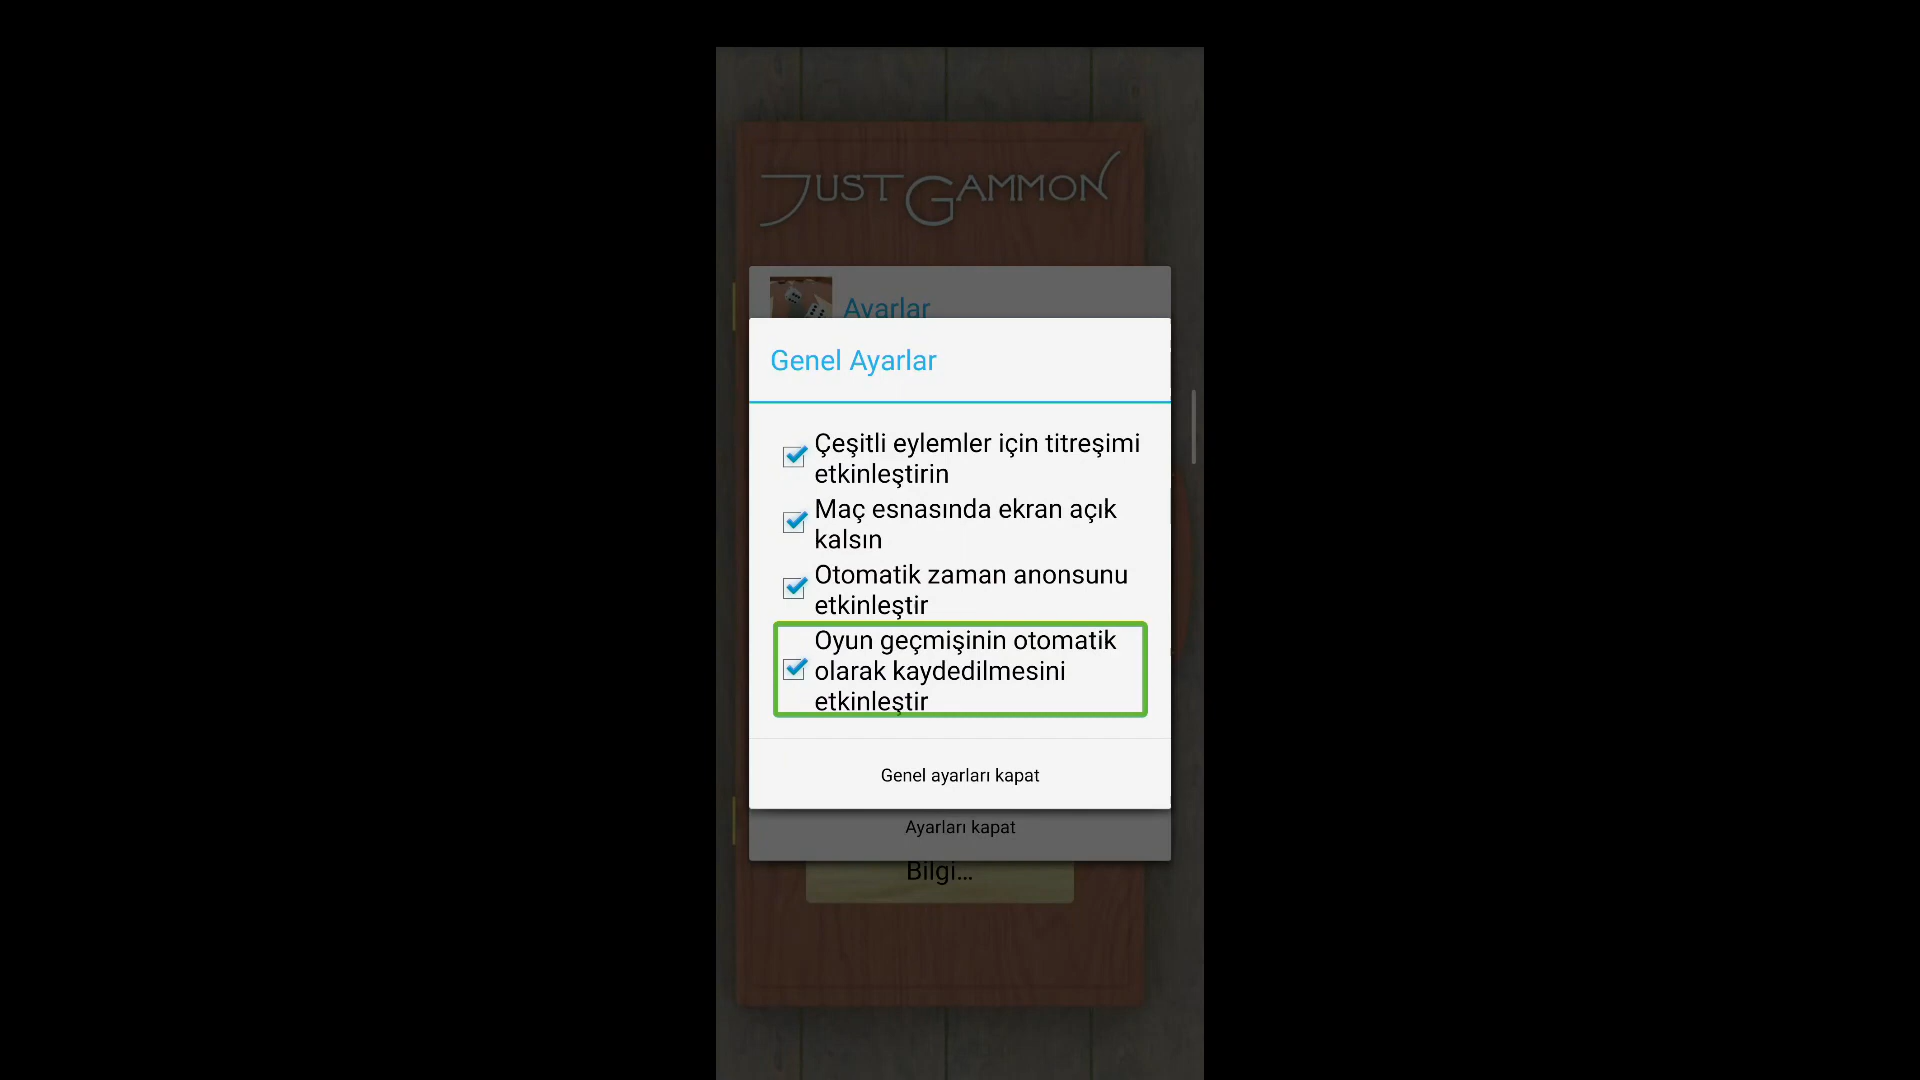 JUST GAMMON
Ayarlar
Genel Ayarlar
Çeşitli eylemler için titreşimi
etkinleştirin
Maç esnasında ekran açık
kalsın
Otomatik zaman anonsunu
etkinleştir
Oyun geçmişinin otomatik
olarak kaydedilmesini
etkinleştir
Genel ayarları kapat
Ayarları kapat
Bilgi...